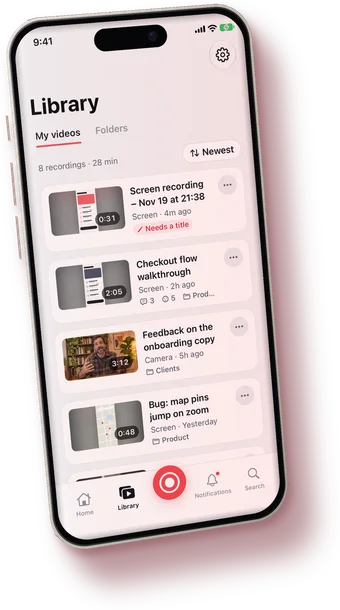 9:41
Library
My videos
Folders
8 recordings · 28 min
Newest
Screen recording
– Nov 19 at 21:38
Screen · 4m ago
Needs a title
0:31
Checkout flow
walkthrough
Screen · 2h ago
3 5 Prod...
2:05
Feedback on the
onboarding copy
Camera · 5h ago
Clients
3:12
Bug: map pins
jump on zoom
Screen · Yesterday
Product
0:48
Home
Library
Notifications
Search